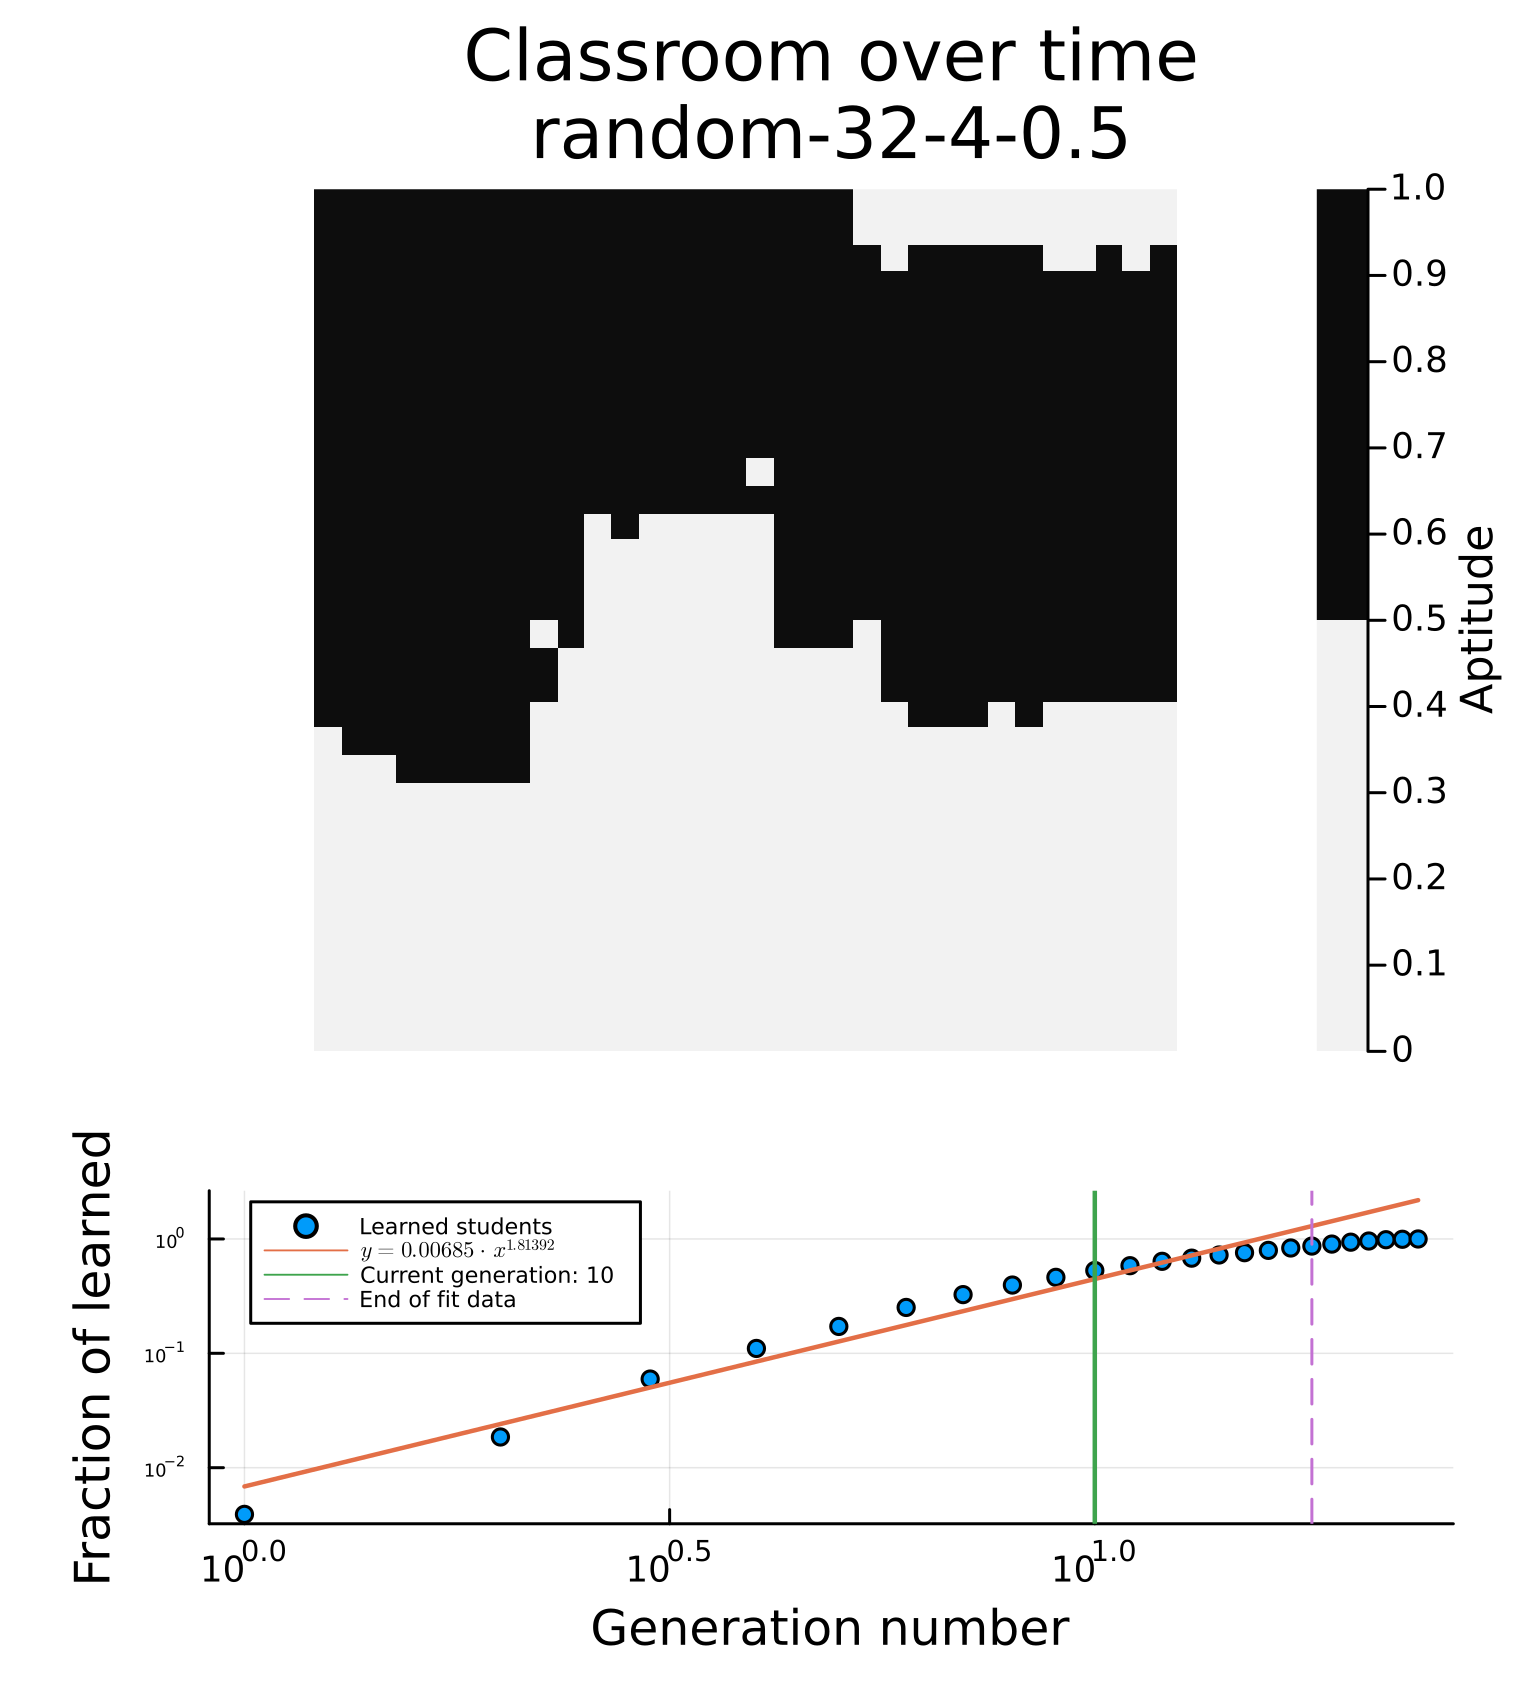 Classroom over time
random-32-4-0.5
1.0
0.9
0.8
0.7
0.6
0.5
0.4
0.3
0.2
0.1
0
Aptitude
Fraction of learned
10^0
10^−1
10^−2
Learned students
y = 0.00685 · x^1.81392
Current generation: 10
End of fit data
10^0.0
10^0.5
10^1.0
Generation number